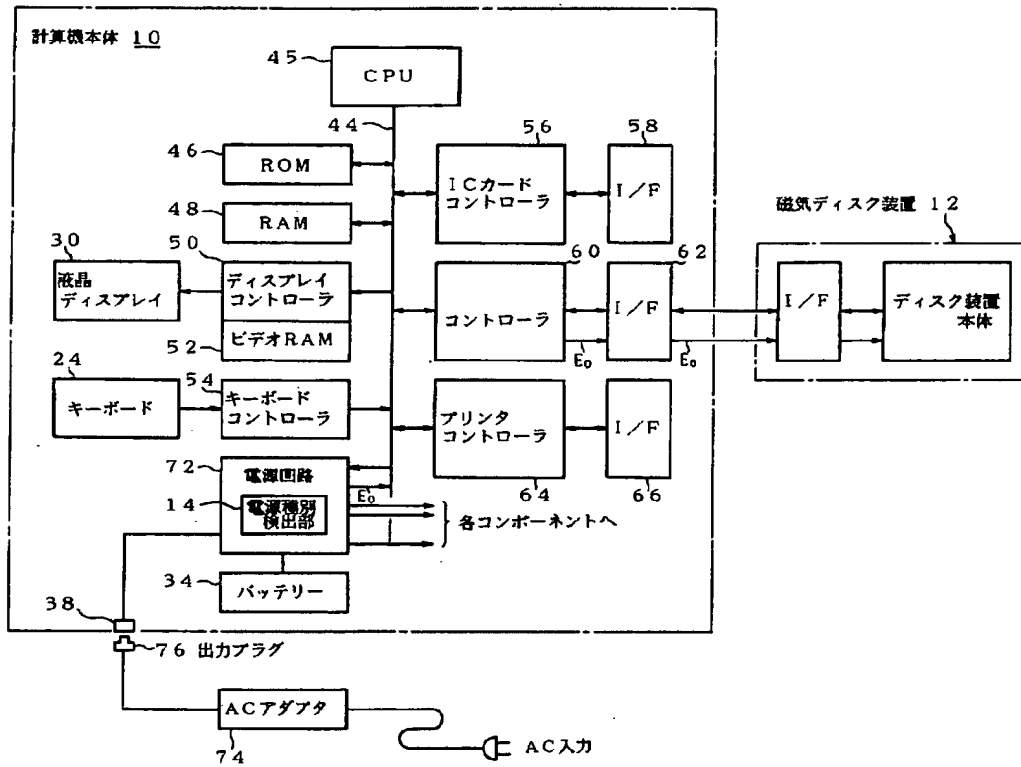 計算機本体 10
45
CPU
44
46
ROM
56
ICカード
コントローラ
58
I/F
48
RAM
磁気ディスク装置 12
30
液晶
ディスプレイ
50
ディスプレイ
コントローラ
52
ビデオRAM
60
コントローラ
62
I/F
E0
E0
I/F
ディスク装置
本体
24
キーボード
54
キーボード
コントローラ
プリンタ
コントローラ
64
I/F
66
72
電源回路
E0
14
電源種別
検出部
各コンポーネントへ
34
バッテリー
38
76 出力プラグ
ACアダプタ
74
AC入力